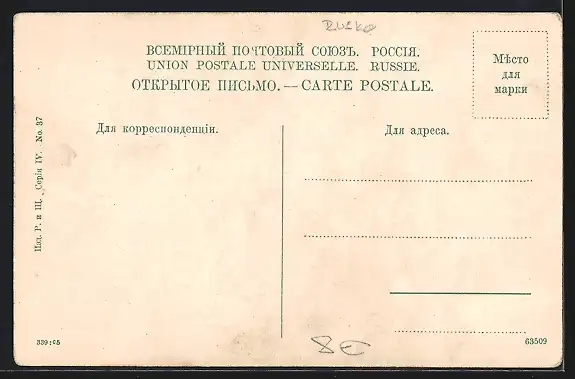 ВСЕМІРНЫЙ ПОЧТОВЫЙ СОЮЗЪ. РОССІЯ.
UNION POSTALE UNIVERSELLE. RUSSIE.
ОТКРЫТОЕ ПИСЬМО. — CARTE POSTALE.
Мѣсто
для
марки
Для корреспонденціи.
Для адреса.
Изд. Р. и Щ. Серія IV. No. 37
339:05
8€
63509